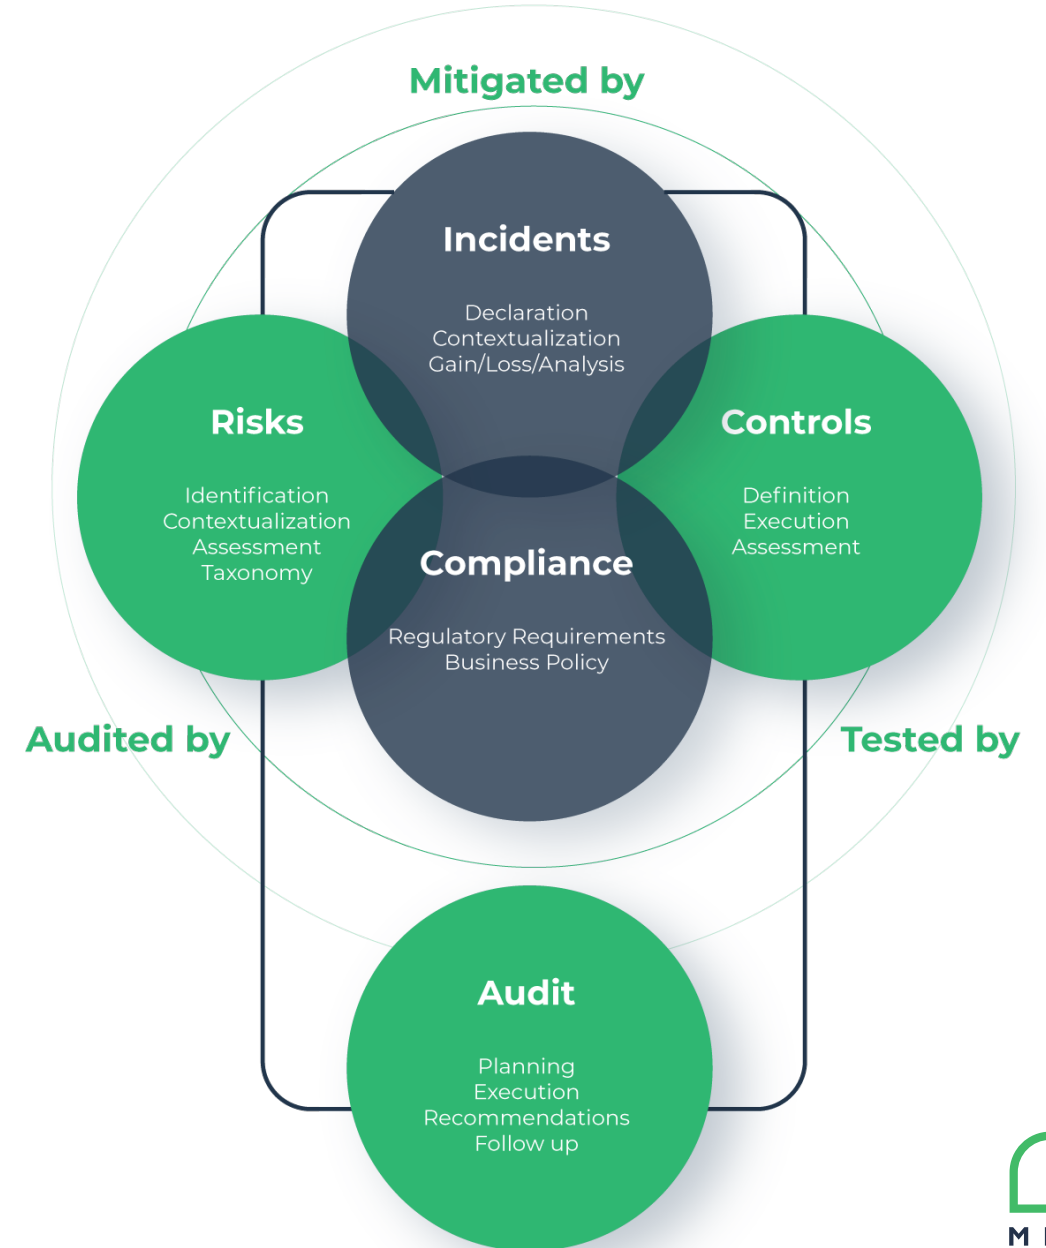 Mitigated by
Incidents
Declaration
Contextualization
Gain/Loss/Analysis
Risks
Identification
Contextualization
Assessment
Taxonomy
Controls
Definition
Execution
Assessment
Compliance
Regulatory Requirements
Business Policy
Audited by
Tested by
Audit
Planning
Execution
Recommendations
Follow up
M